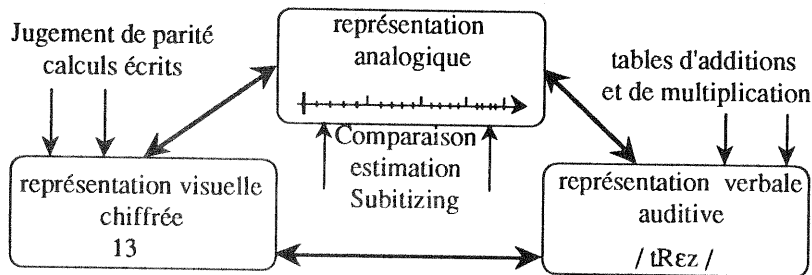 Jugement de parité
calculs écrits
représentation
analogique
tables d'additions
et de multiplication
Comparaison
estimation
Subitizing
représentation visuelle
chiffrée
13
représentation verbale
auditive
/ tRɛz /